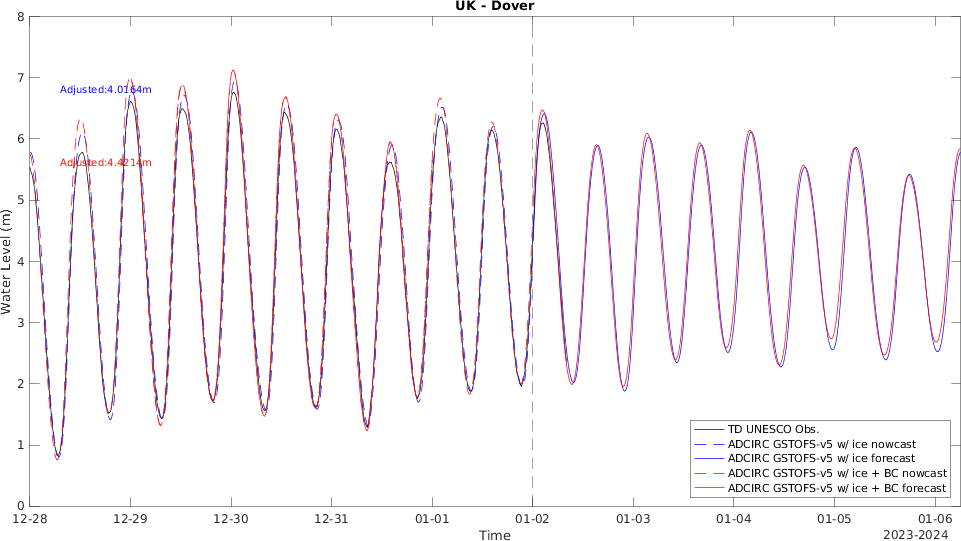 UK - Dover
8
7
6
5
4
3
2
1
0
Water Level (m)
Adjusted:4.0164m
Adjusted:4.4214m
TD UNESCO Obs.
ADCIRC GSTOFS-v5 w/ ice nowcast
ADCIRC GSTOFS-v5 w/ ice forecast
ADCIRC GSTOFS-v5 w/ ice + BC nowcast
ADCIRC GSTOFS-v5 w/ ice + BC forecast
12-28 12-29 12-30 12-31 01-01 01-02 01-03 01-04 01-05 01-06
Time
2023-2024